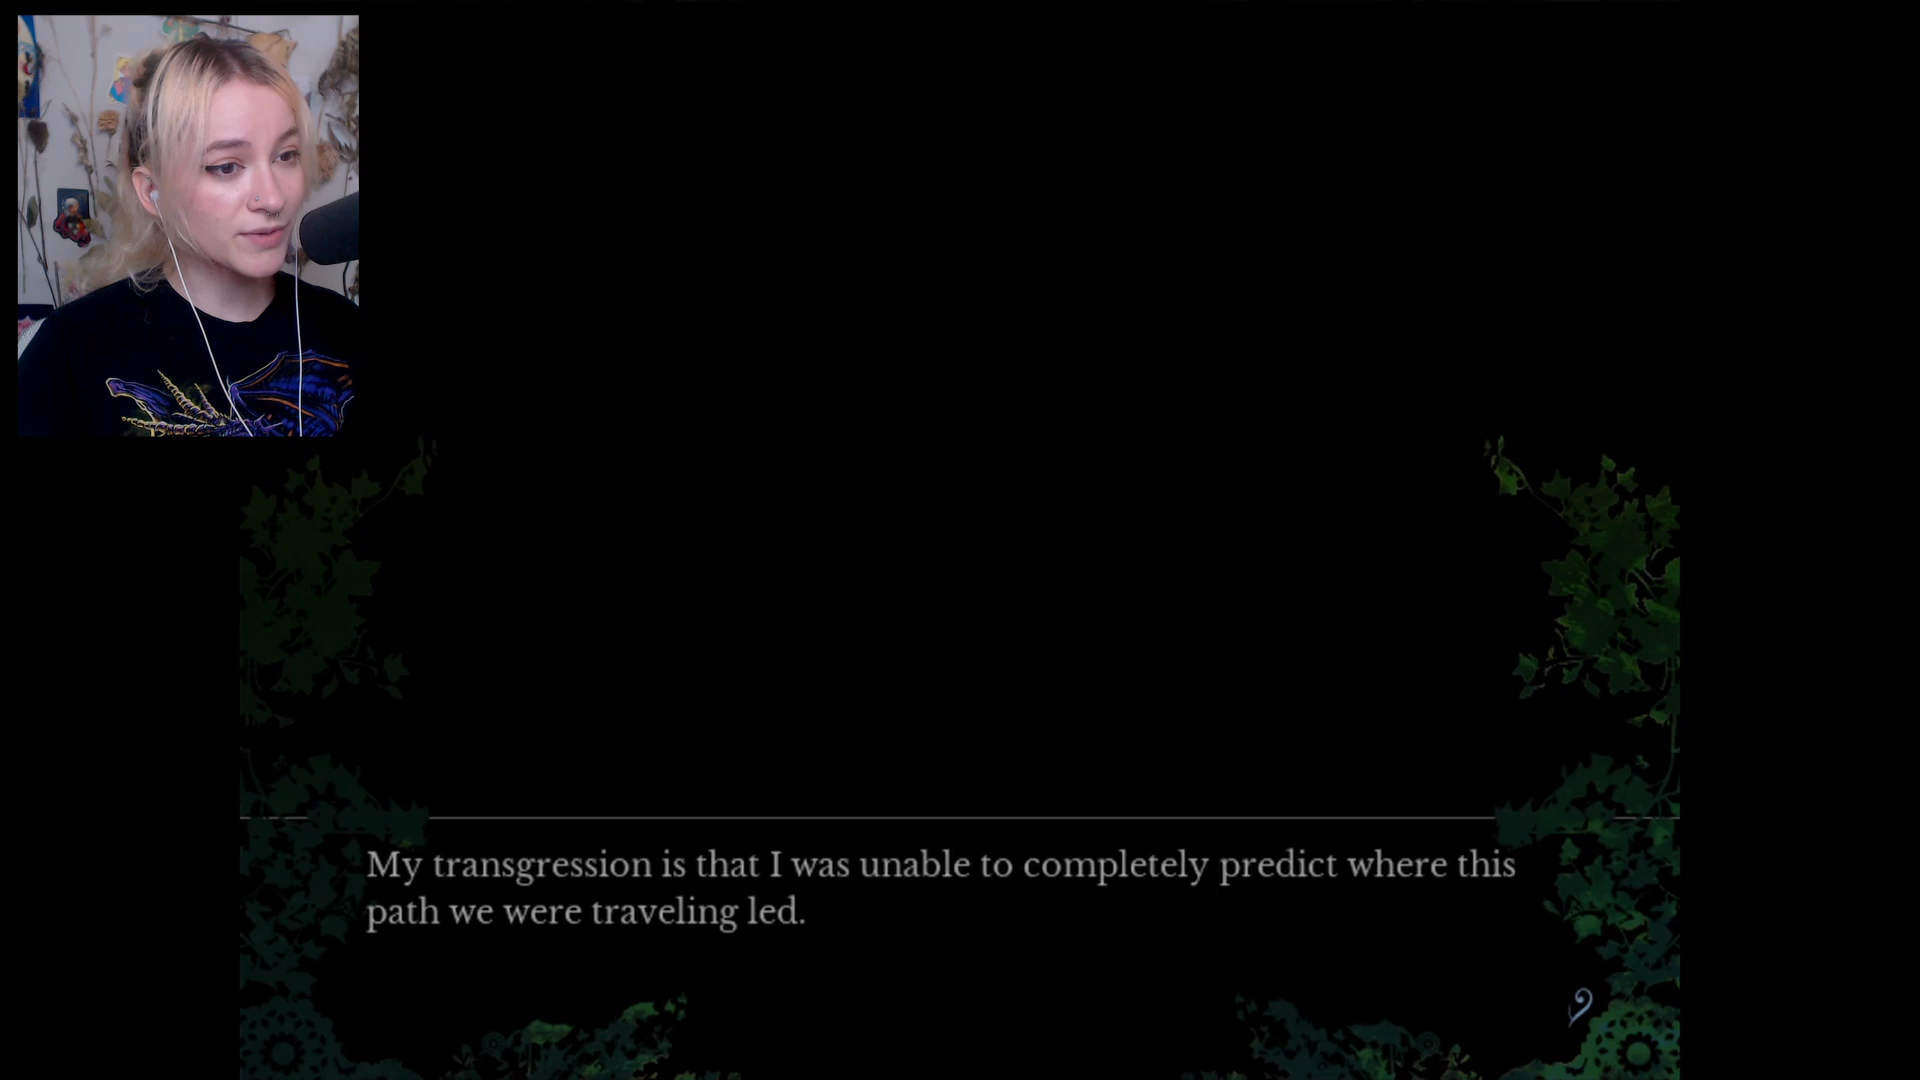 My transgression is that I was unable to completely predict where this
path we were traveling led.